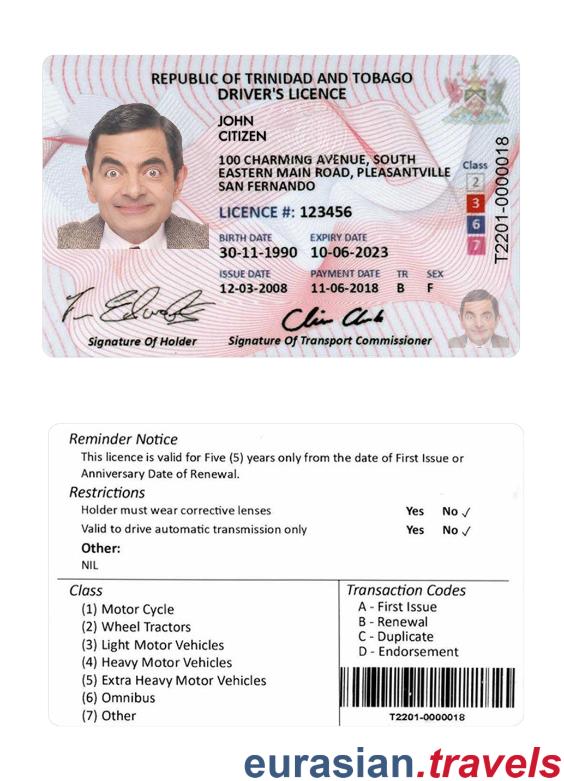 REPUBLIC OF TRINIDAD AND TOBAGO
DRIVER'S LICENCE
JOHN
CITIZEN
100 CHARMING AVENUE, SOUTH
EASTERN MAIN ROAD, PLEASANTVILLE
SAN FERNANDO
LICENCE #: 123456
BIRTH DATE EXPIRY DATE
30-11-1990 10-06-2023
ISSUE DATE PAYMENT DATE TR SEX
12-03-2008 11-06-2018 B F
Class
2
3
6
7
T2201-0000018
Signature Of Holder Signature Of Transport Commissioner
Reminder Notice
This licence is valid for Five (5) years only from the date of First Issue or
Anniversary Date of Renewal.
Restrictions
Holder must wear corrective lenses Yes No ✓
Valid to drive automatic transmission only Yes No ✓
Other:
NIL
Class
(1) Motor Cycle
(2) Wheel Tractors
(3) Light Motor Vehicles
(4) Heavy Motor Vehicles
(5) Extra Heavy Motor Vehicles
(6) Omnibus
(7) Other
Transaction Codes
A - First Issue
B - Renewal
C - Duplicate
D - Endorsement
T2201-0000018
eurasian.travels